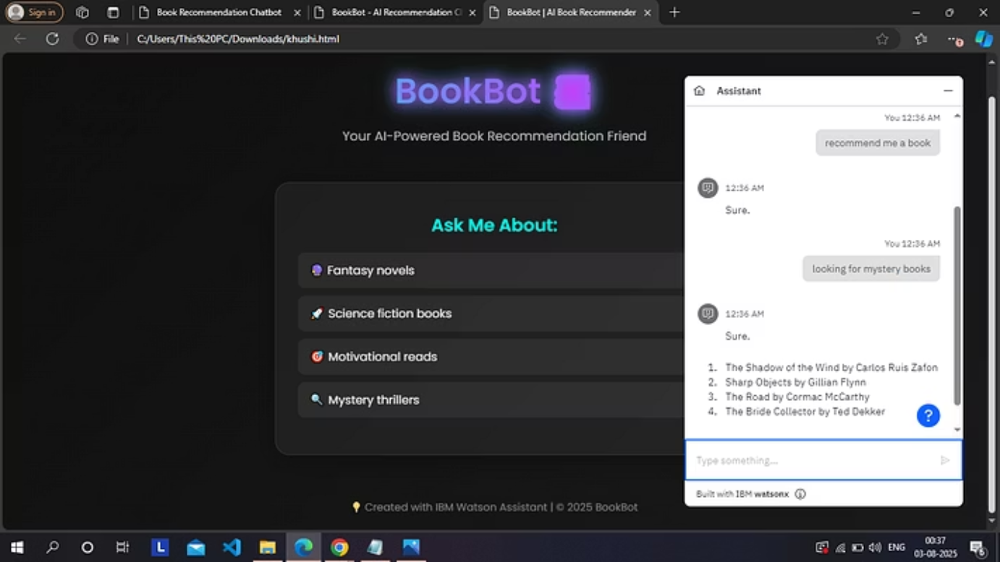 Sign in
Book Recommendation Chatbot
BookBot - AI Recommendation C
BookBot | AI Book Recommender
File
C:/Users/This%20PC/Downloads/khushi.html
BookBot
Your AI-Powered Book Recommendation Friend
Ask Me About:
Fantasy novels
Science fiction books
Motivational reads
Mystery thrillers
Created with IBM Watson Assistant | © 2025 BookBot
Assistant
You 12:36 AM
recommend me a book
12:36 AM
Sure.
You 12:36 AM
looking for mystery books
12:36 AM
Sure.
1. The Shadow of the Wind by Carlos Ruis Zafon
2. Sharp Objects by Gillian Flynn
3. The Road by Cormac McCarthy
4. The Bride Collector by Ted Dekker
?
Type something...
Built with IBM watsonx
L
ENG
00:37
03-08-2025